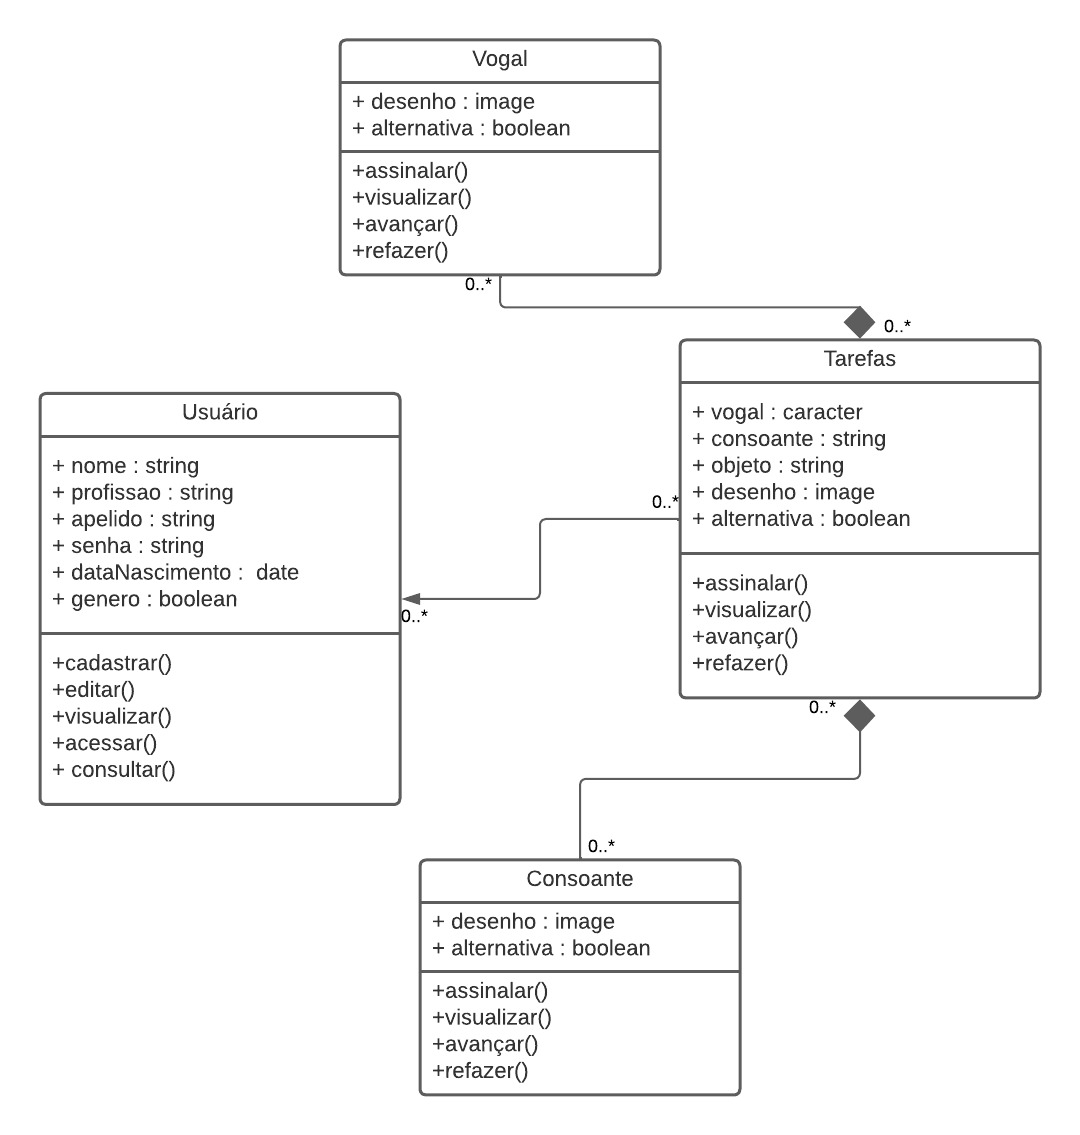 Vogal
+ desenho : image
+ alternativa : boolean
+assinalar()
+visualizar()
+avançar()
+refazer()
0..*
0..*
Tarefas
+ vogal : caracter
+ consoante : string
+ objeto : string
+ desenho : image
+ alternativa : boolean
+assinalar()
+visualizar()
+avançar()
+refazer()
0..*
0..*
Usuário
+ nome : string
+ profissao : string
+ apelido : string
+ senha : string
+ dataNascimento :  date
+ genero : boolean
+cadastrar()
+editar()
+visualizar()
+acessar()
+ consultar()
0..*
0..*
Consoante
+ desenho : image
+ alternativa : boolean
+assinalar()
+visualizar()
+avançar()
+refazer()